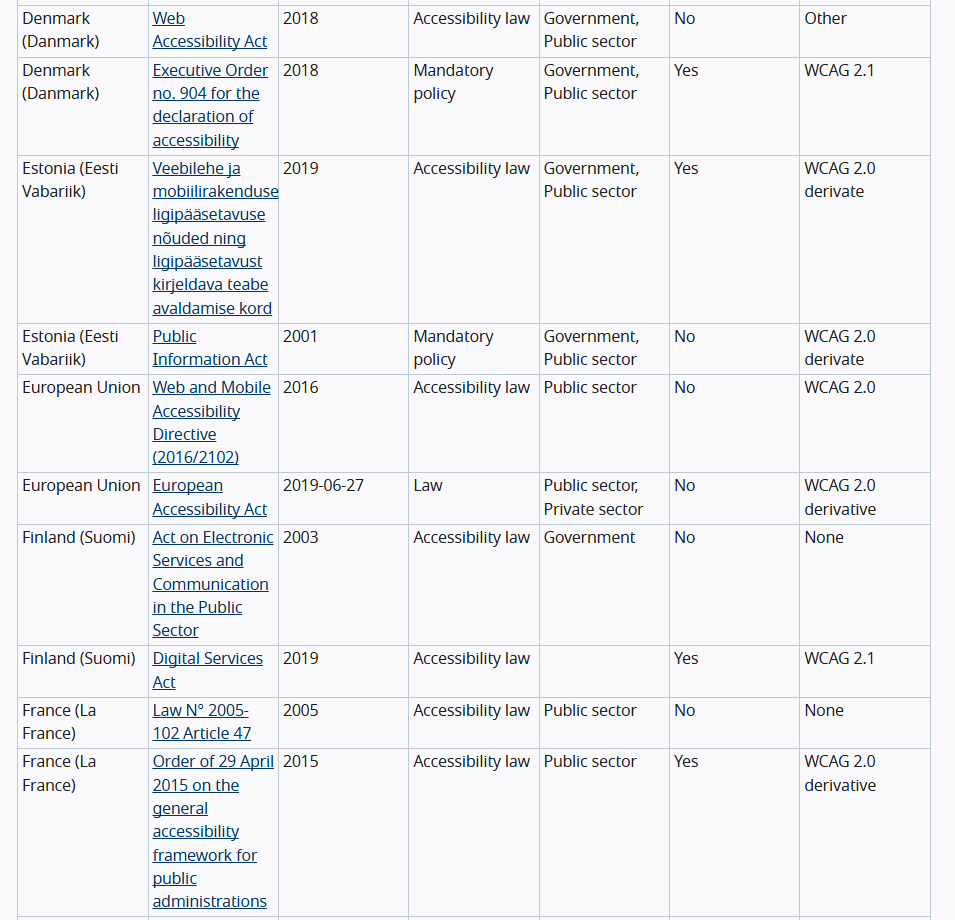 Denmark (Danmark) Web Accessibility Act 2018 Accessibility law Government, Public sector No Other
Denmark (Danmark) Executive Order no. 904 for the declaration of accessibility 2018 Mandatory policy Government, Public sector Yes WCAG 2.1
Estonia (Eesti Vabariik) Veebilehe ja mobiilirakenduse ligipääsetavuse nõuded ning ligipääsetavust kirjeldava teabe avaldamise kord 2019 Accessibility law Government, Public sector Yes WCAG 2.0 derivate
Estonia (Eesti Vabariik) Public Information Act 2001 Mandatory policy Government, Public sector No WCAG 2.0 derivate
European Union Web and Mobile Accessibility Directive (2016/2102) 2016 Accessibility law Public sector No WCAG 2.0
European Union European Accessibility Act 2019-06-27 Law Public sector, Private sector No WCAG 2.0 derivative
Finland (Suomi) Act on Electronic Services and Communication in the Public Sector 2003 Accessibility law Government No None
Finland (Suomi) Digital Services Act 2019 Accessibility law Yes WCAG 2.1
France (La France) Law N° 2005-102 Article 47 2005 Accessibility law Public sector No None
France (La France) Order of 29 April 2015 on the general accessibility framework for public administrations 2015 Accessibility law Public sector Yes WCAG 2.0 derivative